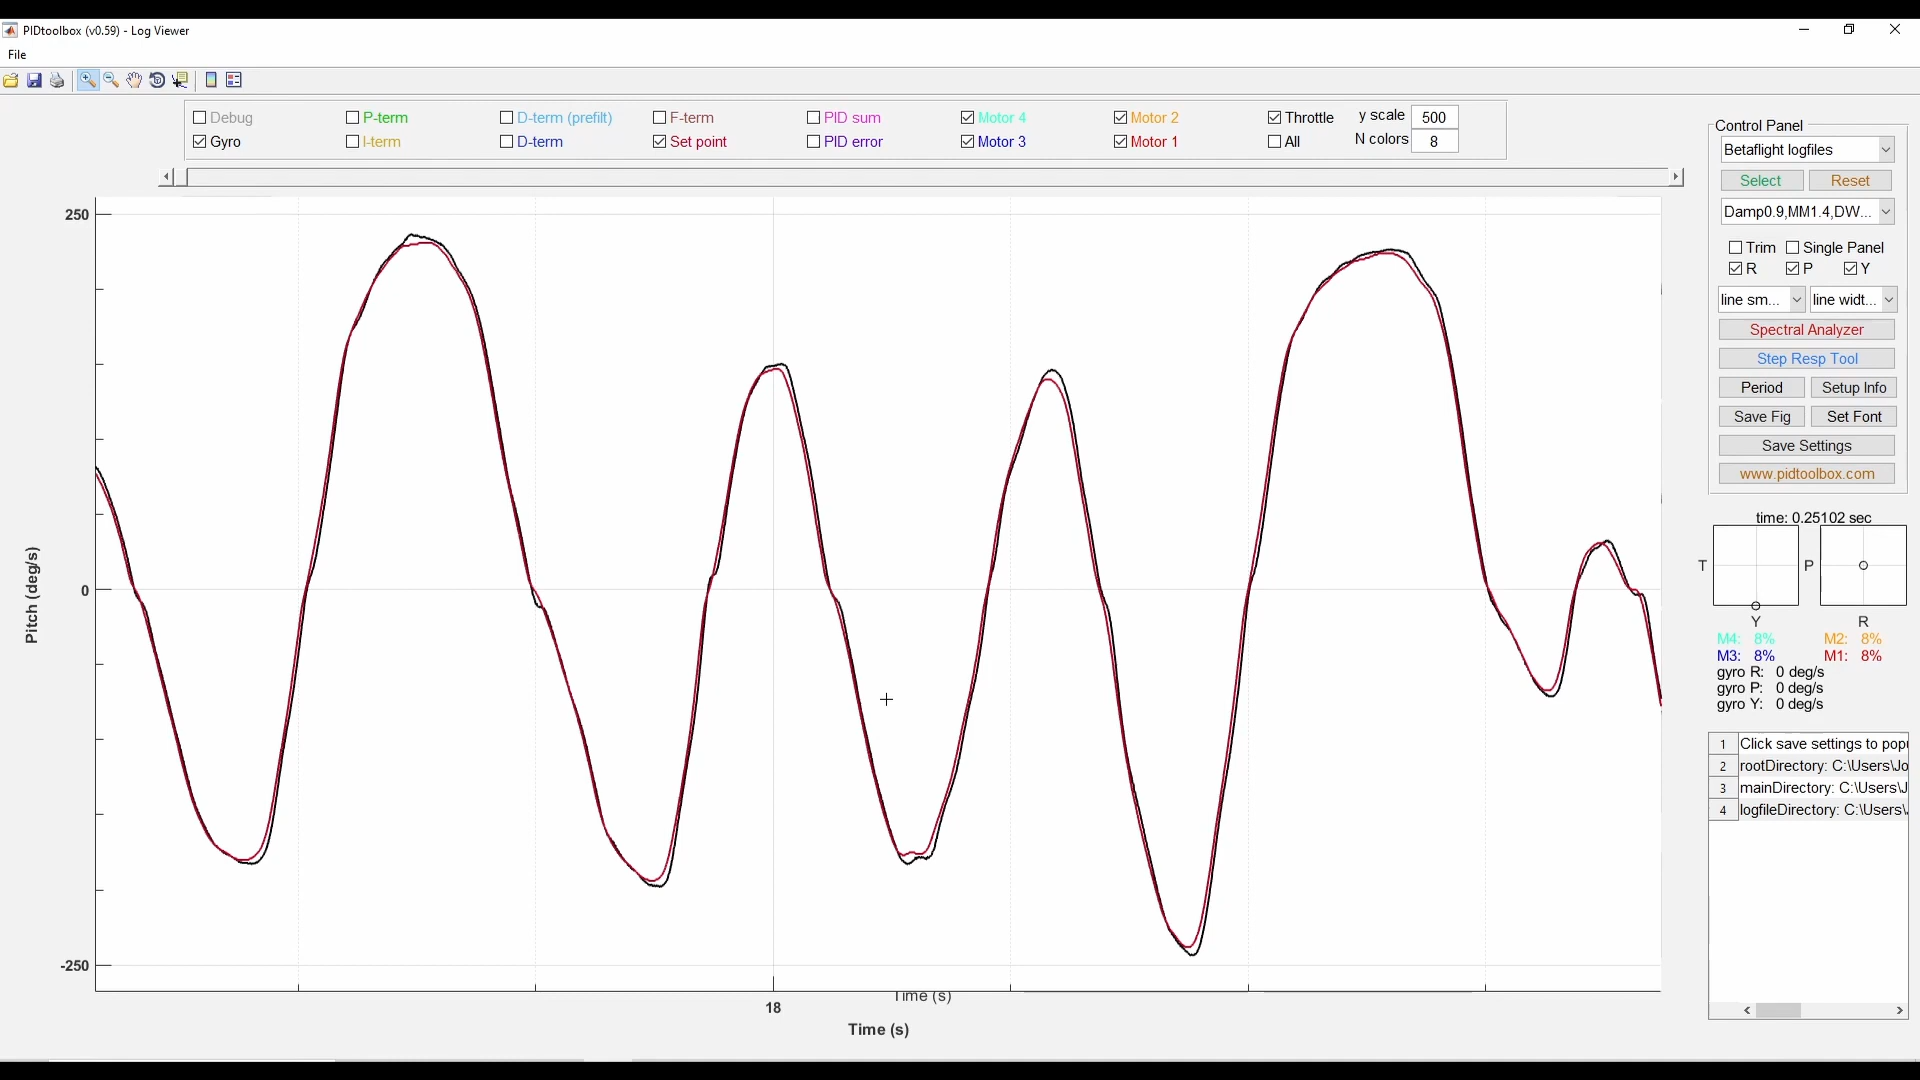 PIDtoolbox (v0.59) - Log Viewer
File
Debug P-term D-term (prefilt) F-term PID sum Motor 4 Motor 2 Throttle y scale 500
Gyro I-term D-term Set point PID error Motor 3 Motor 1 All N colors 8
Control Panel
Betaflight logfiles
Select Reset
Damp0.9,MM1.4,DW...
Trim Single Panel
R P Y
line sm... line widt...
Spectral Analyzer
Step Resp Tool
Period Setup Info
Save Fig Set Font
Save Settings
www.pidtoolbox.com
time: 0.25102 sec
T P
Y R
M4: 8% M2: 8%
M3: 8% M1: 8%
gyro R: 0 deg/s
gyro P: 0 deg/s
gyro Y: 0 deg/s
1 Click save settings to pop
2 rootDirectory: C:\Users\Jo
3 mainDirectory: C:\Users\J
4 logfileDirectory: C:\Users\
250
0
-250
Pitch (deg/s)
18
Time (s)
Time (s)